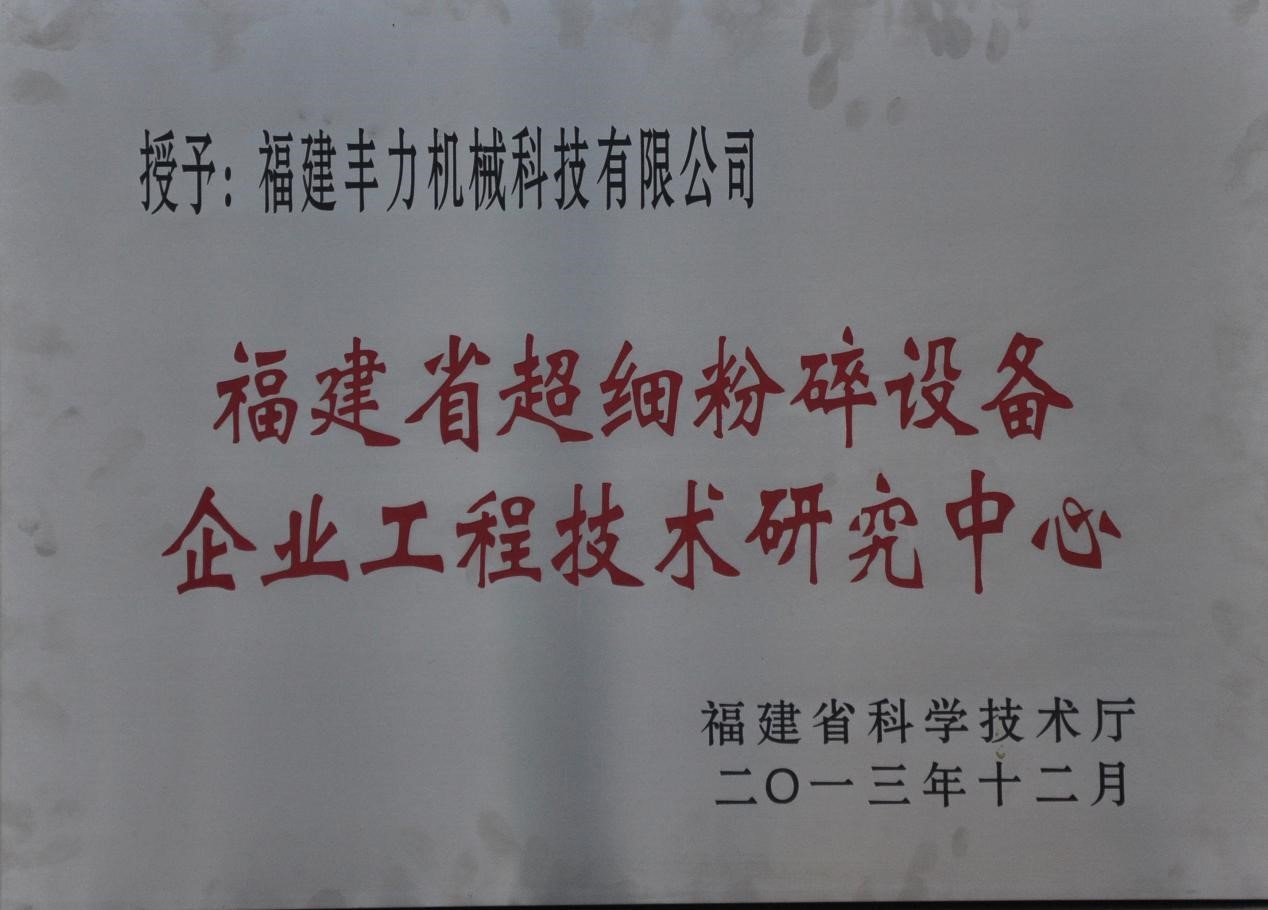 授予：福建丰力机械科技有限公司
福建省超细粉碎设备
企业工程技术研究中心
福建省科学技术厅
二〇一三年十二月